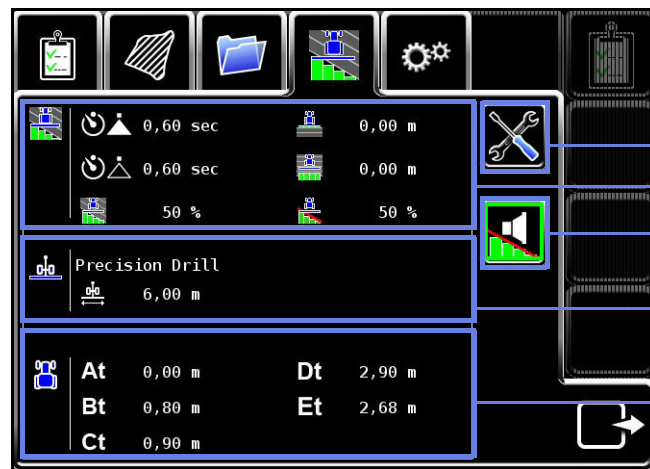 0,60 sec 0,00 m
0,60 sec 0,00 m
50 % 50 %
Precision Drill
6,00 m
At 0,00 m Dt 2,90 m
Bt 0,80 m Et 2,68 m
Ct 0,90 m